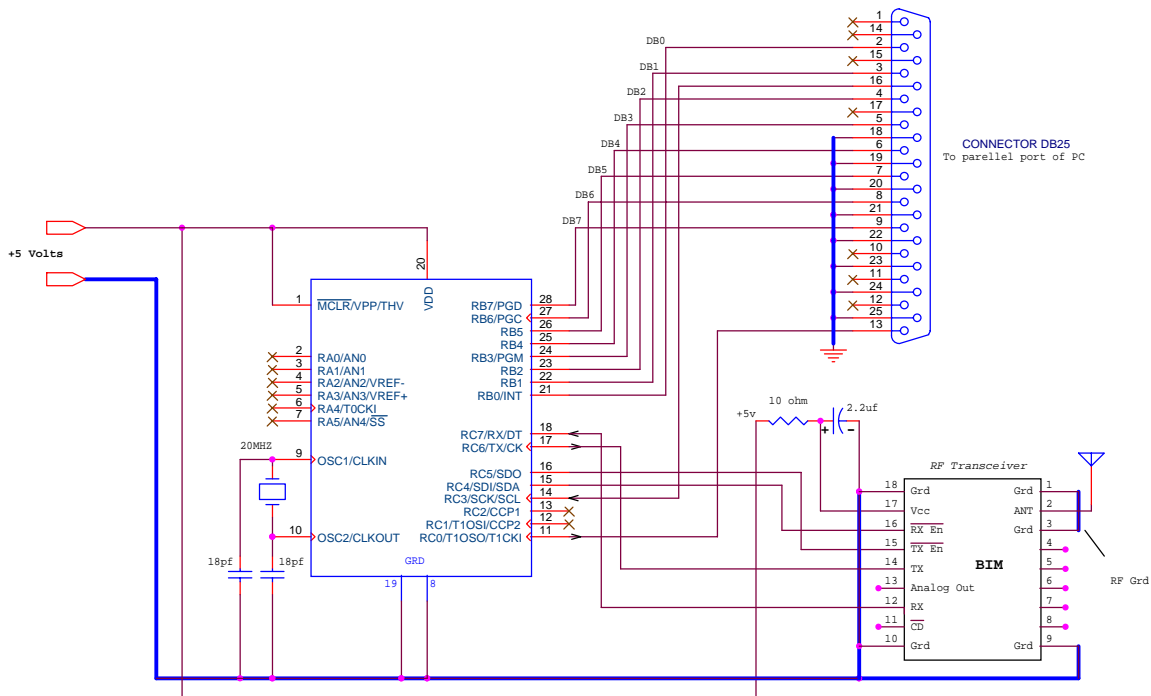 +5 Volts
1 MCLR/VPP/THV
20 VDD
2 RA0/AN0
3 RA1/AN1
4 RA2/AN2/VREF-
5 RA3/AN3/VREF+
6 RA4/T0CKI
7 RA5/AN4/SS
20MHZ
9 OSC1/CLKIN
10 OSC2/CLKOUT
18pf
18pf
GRD
19
8
RB7/PGD 28
RB6/PGC 27
RB5 26
RB4 25
RB3/PGM 24
RB2 23
RB1 22
RB0/INT 21
RC7/RX/DT 18
RC6/TX/CK 17
RC5/SDO 16
RC4/SDI/SDA 15
RC3/SCK/SCL 14
RC2/CCP1 13
RC1/T1OSI/CCP2 12
RC0/T1OSO/T1CKI 11
DB0
DB1
DB2
DB3
DB4
DB5
DB6
DB7
1
14
2
15
3
16
4
17
5
18
6
19
7
20
8
21
9
22
10
23
11
24
12
25
13
CONNECTOR DB25
To parellel port of PC
+5v
10 ohm
2.2uf
+
-
RF Transceiver
BIM
18 Grd
17 Vcc
16 RX En
15 TX En
14 TX
13 Analog Out
12 RX
11 CD
10 Grd
Grd 1
ANT 2
Grd 3
4
5
6
7
8
Grd 9
RF Grd